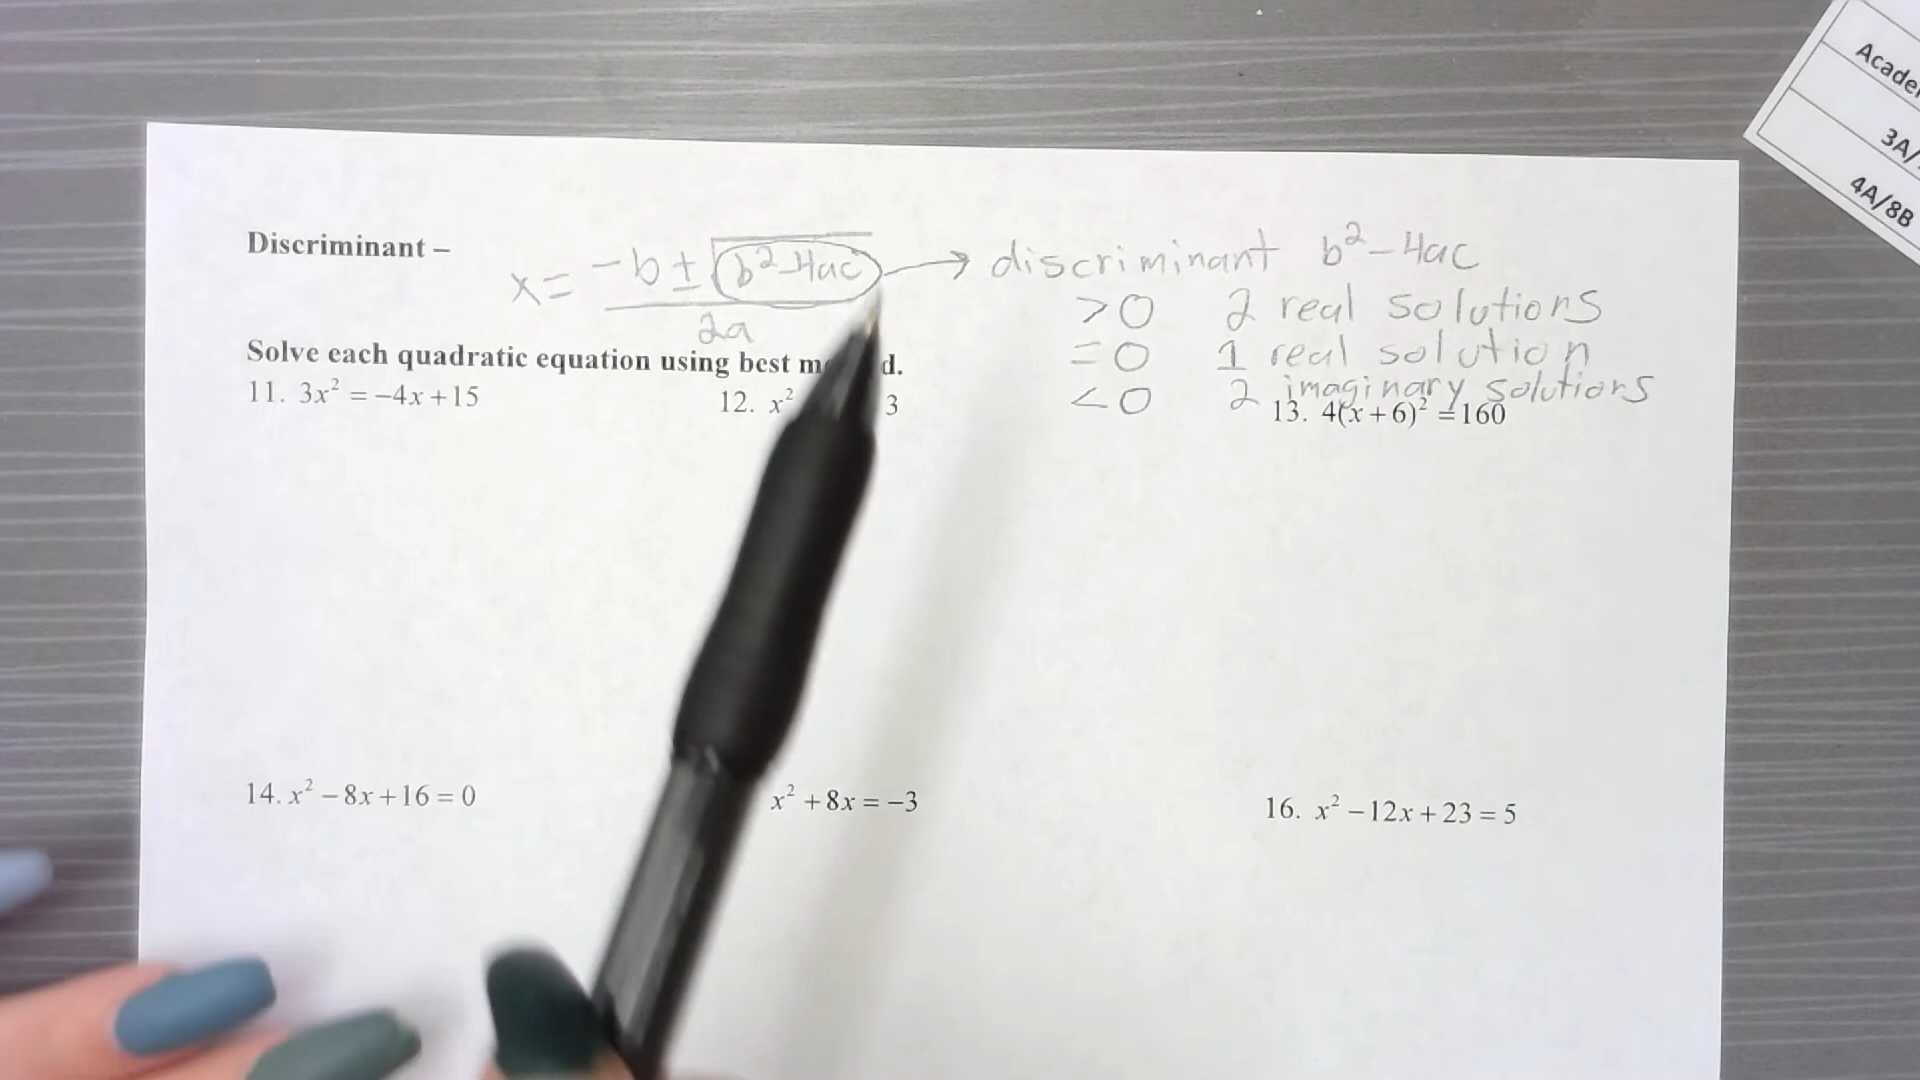 Acade
3A/
4A/8B
Discriminant –
x = -b ± √b² - 4ac / 2a → discriminant b² - 4ac
> 0 2 real solutions
= 0 1 real solution
< 0 2 imaginary solutions
Solve each quadratic equation using best
11. 3x² = −4x + 15
12. x² 3
13. 4(x + 6)² = 160
14. x² − 8x + 16 = 0
x² + 8x = −3
16. x² − 12x + 23 = 5